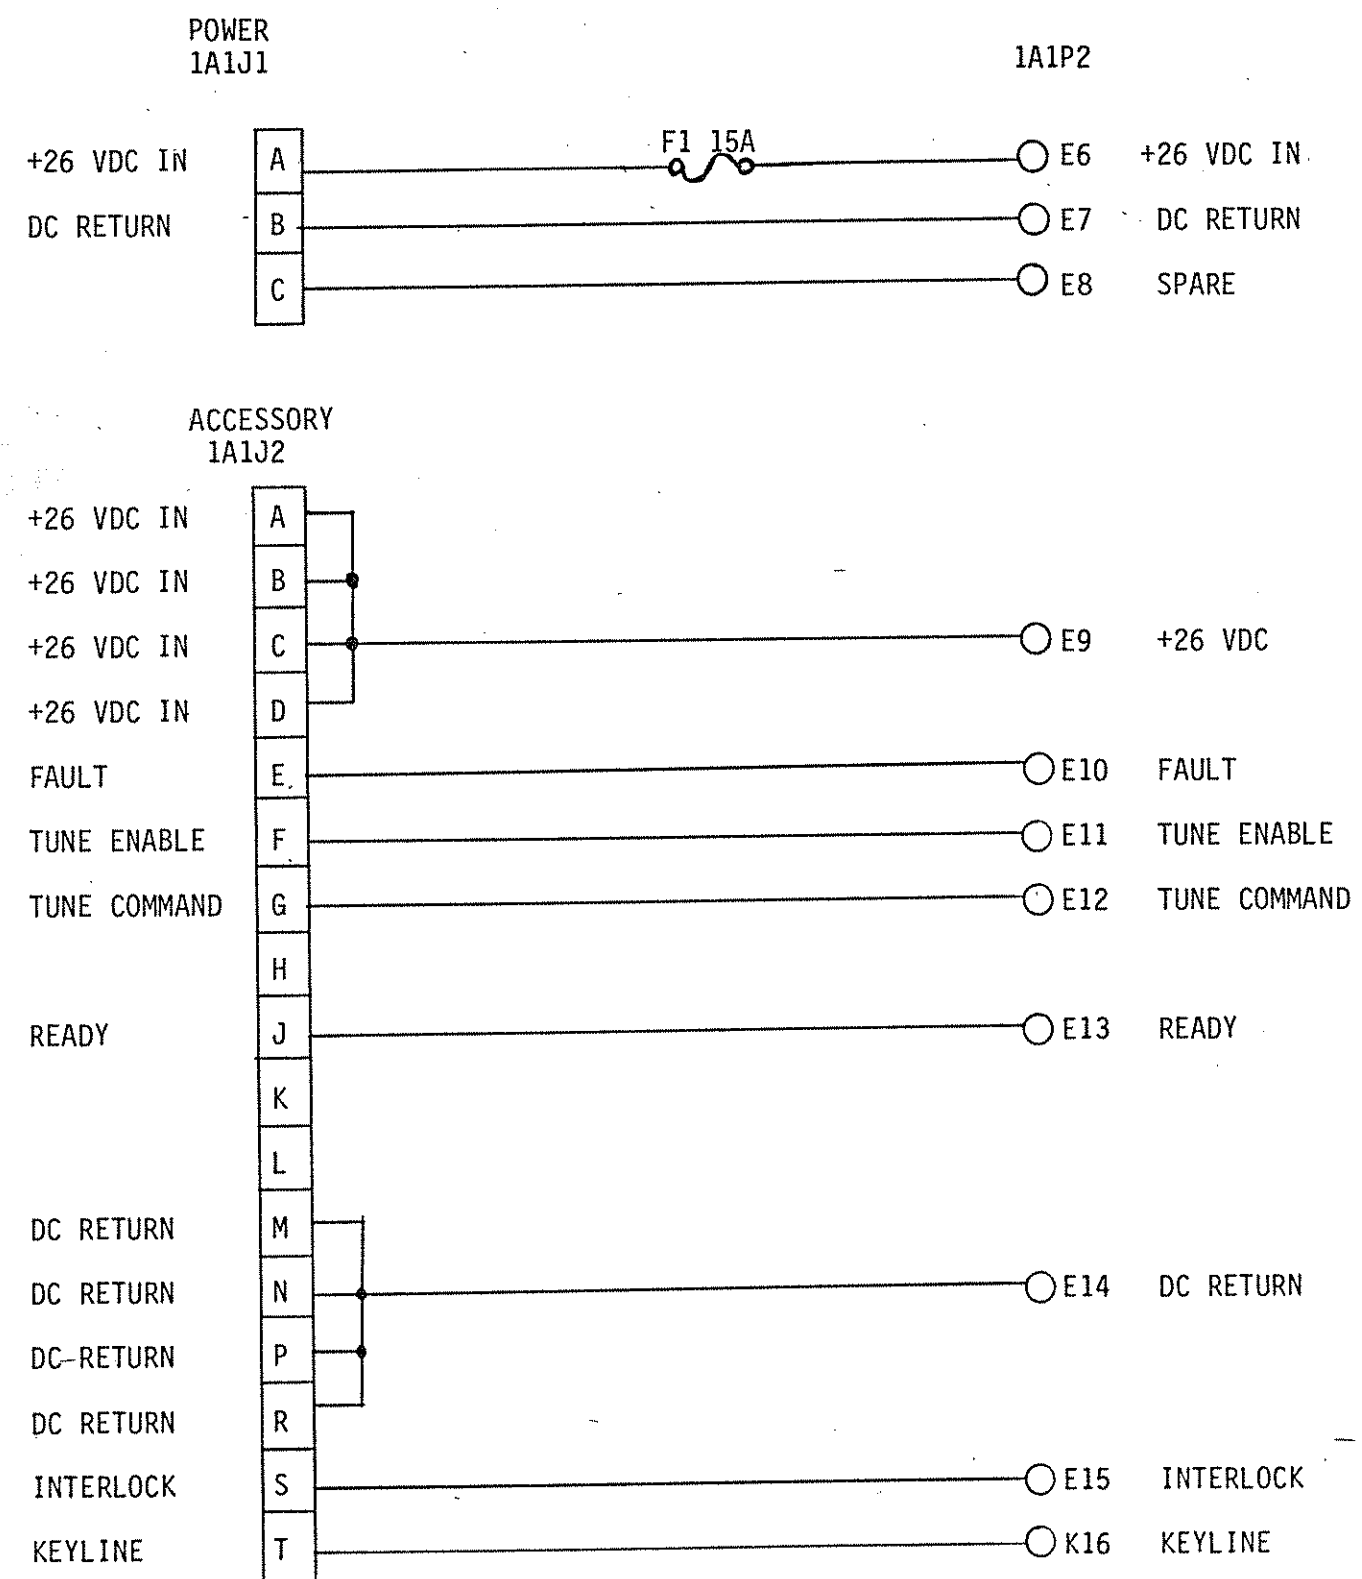 POWER
1A1J1
1A1P2
+26 VDC IN A F1 15A E6 +26 VDC IN
DC RETURN B E7 DC RETURN
C E8 SPARE
ACCESSORY
1A1J2
+26 VDC IN A
+26 VDC IN B
+26 VDC IN C E9 +26 VDC
+26 VDC IN D
FAULT E E10 FAULT
TUNE ENABLE F E11 TUNE ENABLE
TUNE COMMAND G E12 TUNE COMMAND
H
READY J E13 READY
K
L
DC RETURN M
DC RETURN N E14 DC RETURN
DC-RETURN P
DC RETURN R
INTERLOCK S E15 INTERLOCK
KEYLINE T K16 KEYLINE